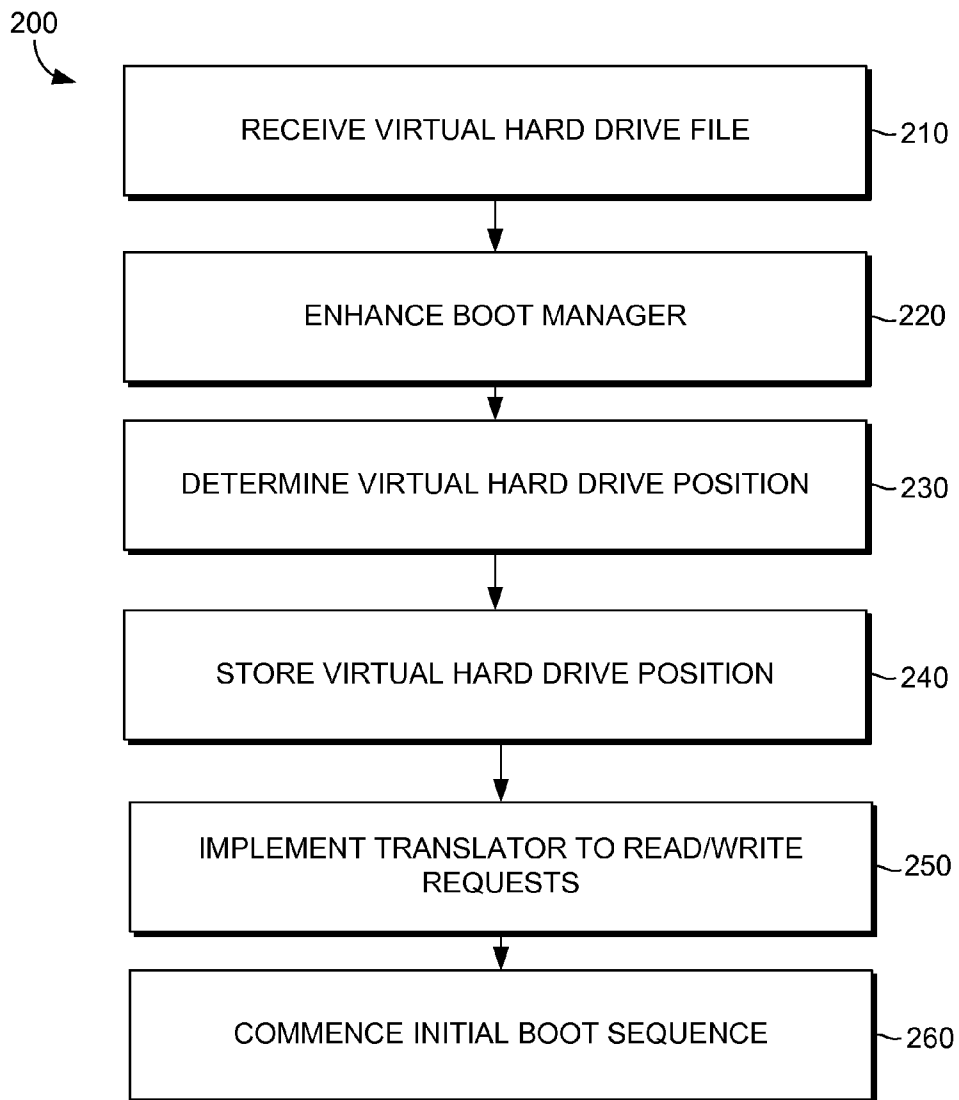 200
RECEIVE VIRTUAL HARD DRIVE FILE
210
ENHANCE BOOT MANAGER
220
DETERMINE VIRTUAL HARD DRIVE POSITION
230
STORE VIRTUAL HARD DRIVE POSITION
240
IMPLEMENT TRANSLATOR TO READ/WRITE
REQUESTS
250
COMMENCE INITIAL BOOT SEQUENCE
260